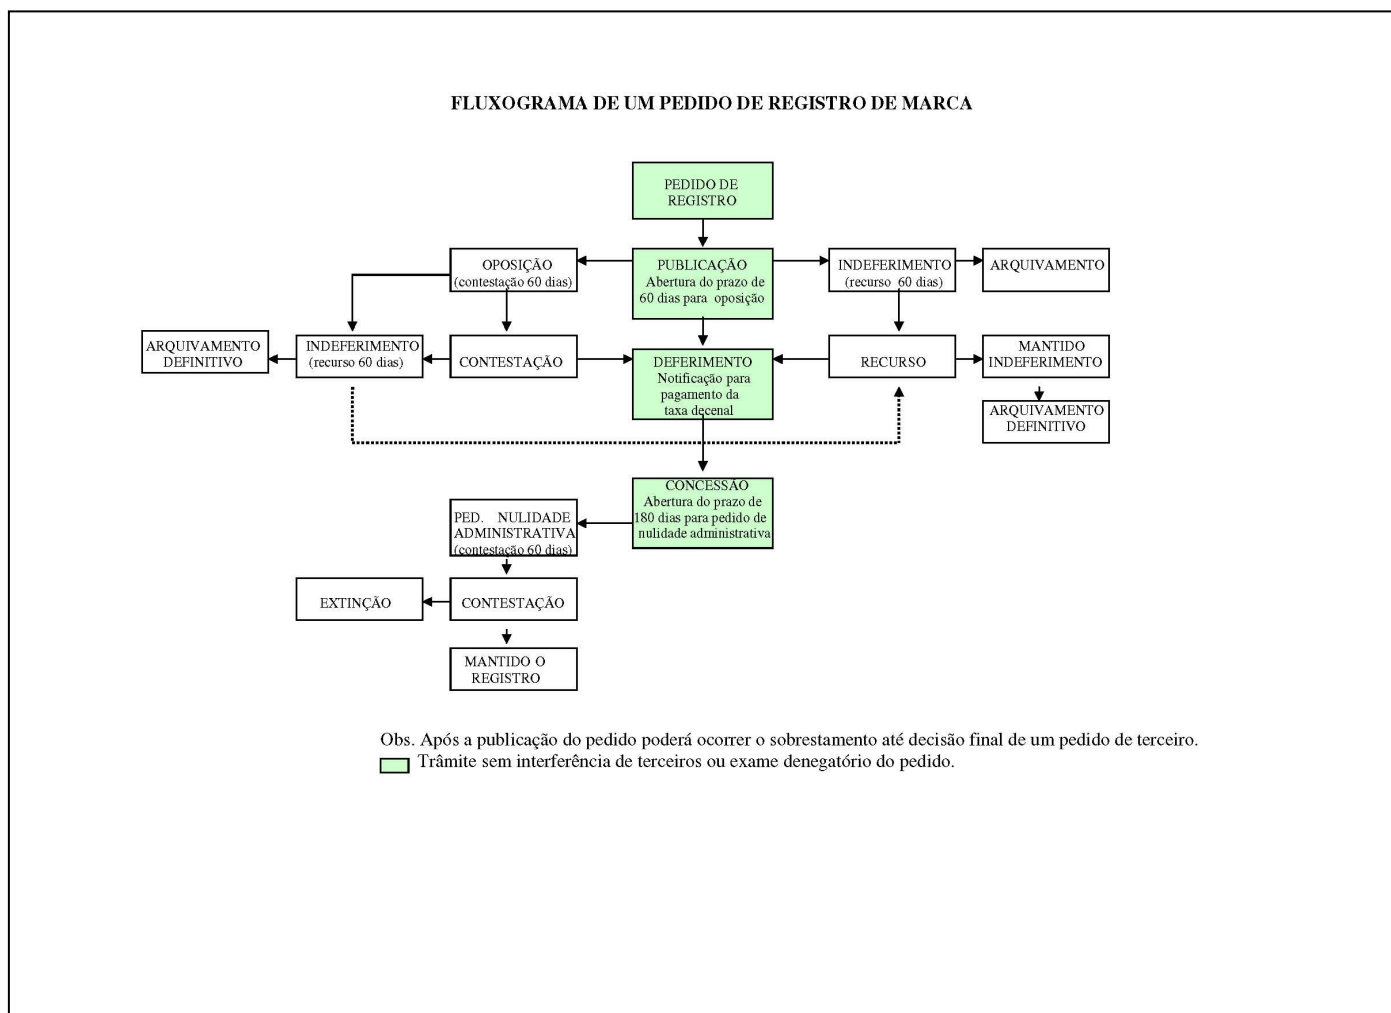 FLUXOGRAMA DE UM PEDIDO DE REGISTRO DE MARCA
PEDIDO DE
REGISTRO
OPOSIÇÃO
(contestação 60 dias)
PUBLICAÇÃO
Abertura do prazo de
60 dias para oposição
INDEFERIMENTO
(recurso 60 dias)
ARQUIVAMENTO
ARQUIVAMENTO
DEFINITIVO
INDEFERIMENTO
(recurso 60 dias)
CONTESTAÇÃO
DEFERIMENTO
Notificação para
pagamento da
taxa decenal
RECURSO
MANTIDO
INDEFERIMENTO
ARQUIVAMENTO
DEFINITIVO
CONCESSÃO
Abertura do prazo de
180 dias para pedido de
nulidade administrativa
PED. NULIDADE
ADMINISTRATIVA
(contestação 60 dias)
EXTINÇÃO
CONTESTAÇÃO
MANTIDO O
REGISTRO
Obs. Após a publicação do pedido poderá ocorrer o sobrestamento até decisão final de um pedido de terceiro.
Trâmite sem interferência de terceiros ou exame denegatório do pedido.